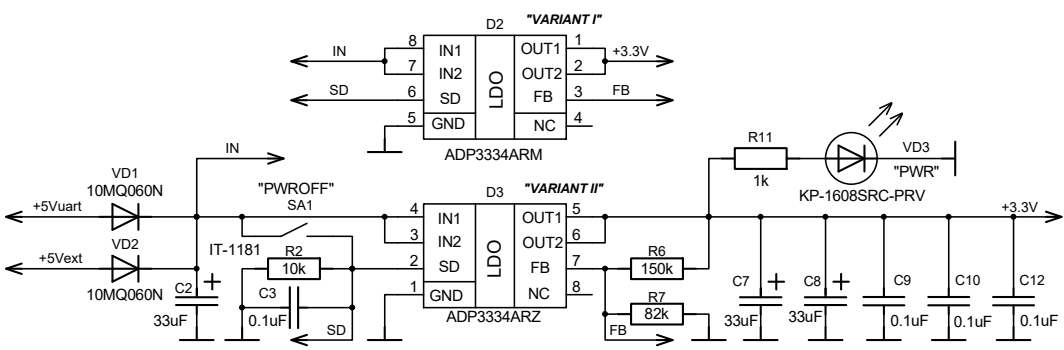 D2 "VARIANT I"
IN 8 IN1 OUT1 1 +3.3V
7 IN2 OUT2 2
SD 6 SD FB 3 FB
5 GND NC 4
LDO
ADP3334ARM
R11
1k
VD3
"PWR"
KP-1608SRC-PRV
IN
VD1
10MQ060N
+5Vuart
"PWROFF"
SA1
IT-1181
D3 "VARIANT II"
4 IN1 OUT1 5
3 IN2 OUT2 6
2 SD FB 7
1 GND NC 8
LDO
ADP3334ARZ
+3.3V
VD2
+5Vext
10MQ060N
C2 +
33uF
R2
10k
C3
0.1uF
SD
R6
150k
R7
82k
FB
C7 +
33uF
C8 +
33uF
C9
0.1uF
C10
0.1uF
C12
0.1uF